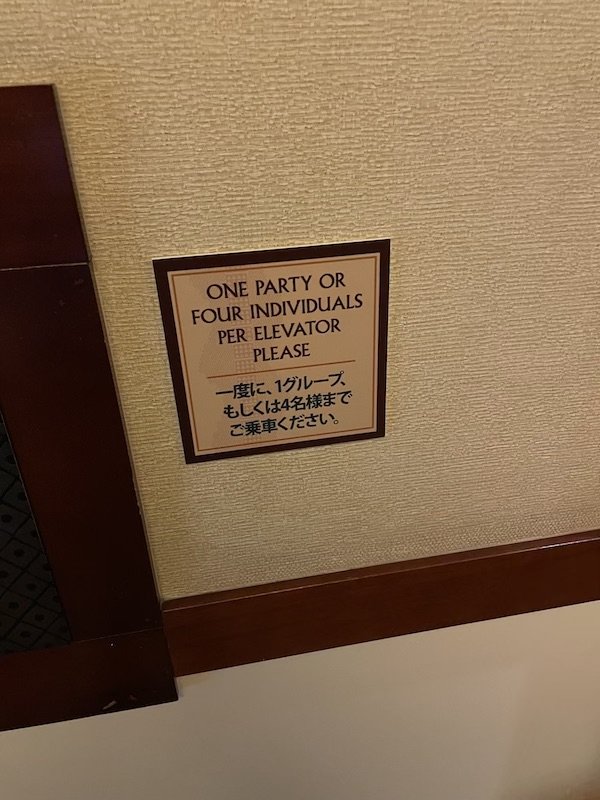 ONE PARTY OR
FOUR INDIVIDUALS
PER ELEVATOR
PLEASE
一度に、1グループ、
もしくは4名様まで
ご乗車ください。